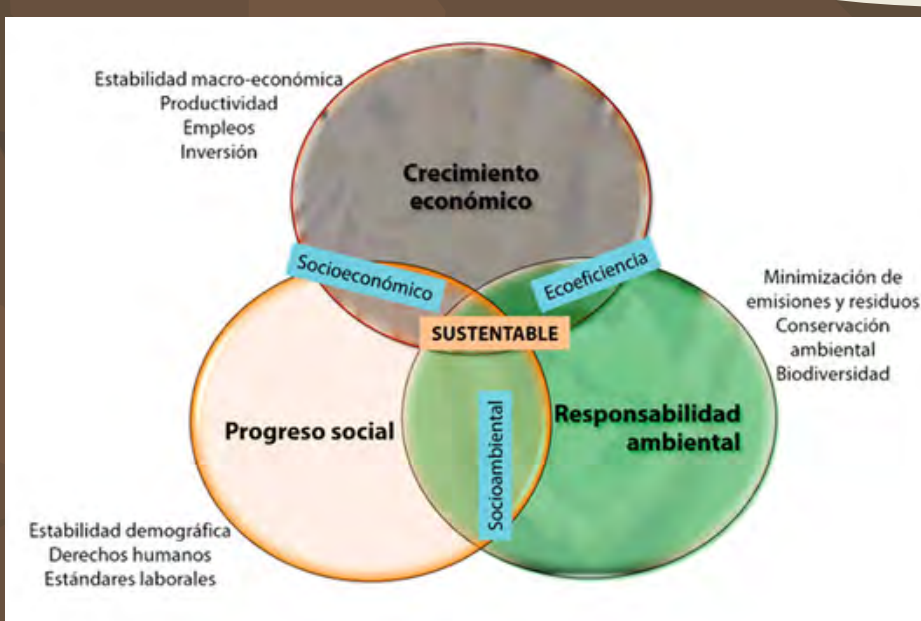 Estabilidad macro-económica
Productividad
Empleos
Inversión
Crecimiento
económico
Socioeconómico
Ecoeficiencia
Minimización de
emisiones y residuos
Conservación
ambiental
Biodiversidad
SUSTENTABLE
Progreso social
Socioambiental
Responsabilidad
ambiental
Estabilidad demográfica
Derechos humanos
Estándares laborales